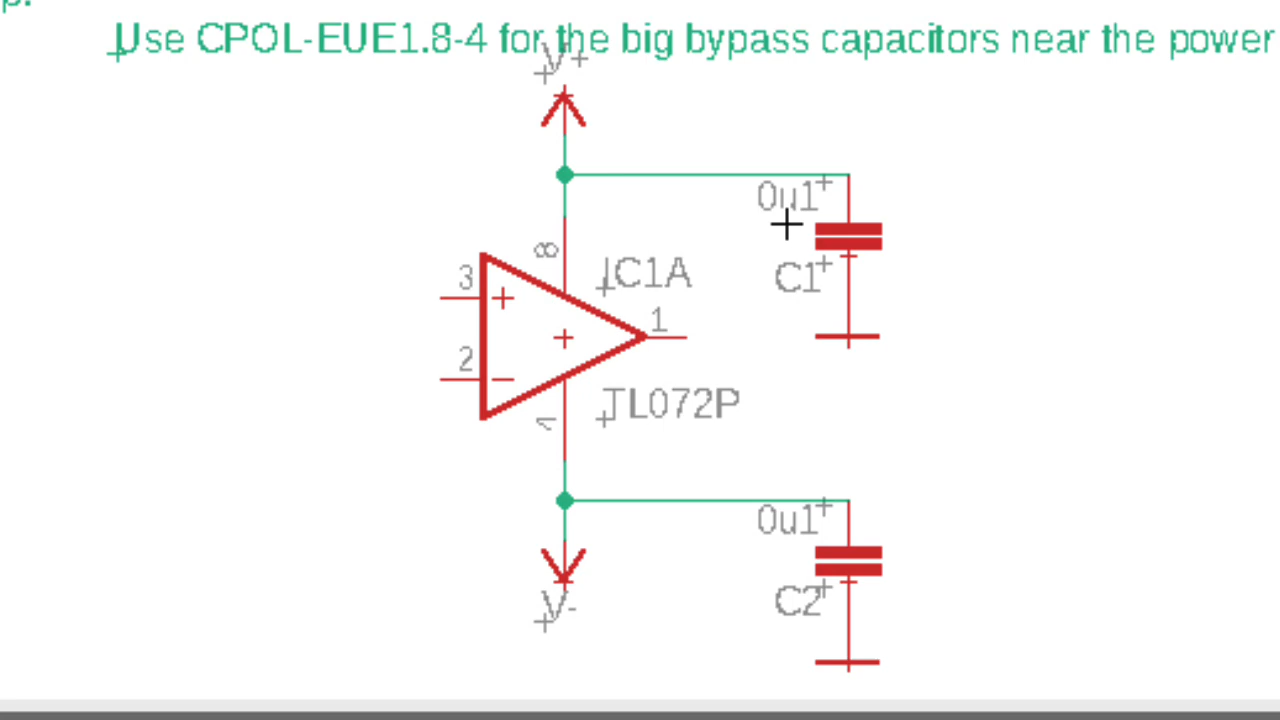 p.
Use CPOL-EUE1.8-4 for the big bypass capacitors near the power
V+
0u1
8
IC1A
C1
3
+
1
2
-
TL072P
4
0u1
V-
C2